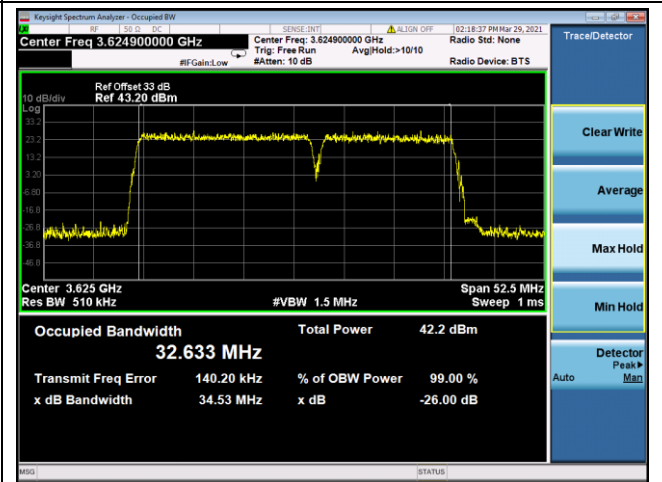 Keysight Spectrum Analyzer - Occupied BW
RF 50 Ω DC SENSE:INT ALIGN OFF 02:18:37 PM Mar 29, 2021
Center Freq 3.624900000 GHz
Center Freq: 3.624900000 GHz Radio Std: None
Trig: Free Run Avg|Hold:>10/10
#IFGain:Low #Atten: 10 dB Radio Device: BTS
Trace/Detector
Ref Offset 33 dB
10 dB/div Ref 43.20 dBm
Log
33.2
23.2
13.2
3.20
-6.80
-16.8
-26.8
-36.8
-46.8
Center 3.625 GHz Span 52.5 MHz
Res BW 510 kHz #VBW 1.5 MHz Sweep 1 ms
Occupied Bandwidth Total Power 42.2 dBm
32.633 MHz
Transmit Freq Error 140.20 kHz % of OBW Power 99.00 %
x dB Bandwidth 34.53 MHz x dB -26.00 dB
Clear Write
Average
Max Hold
Min Hold
Detector
Peak▶
Auto Man
MSG STATUS